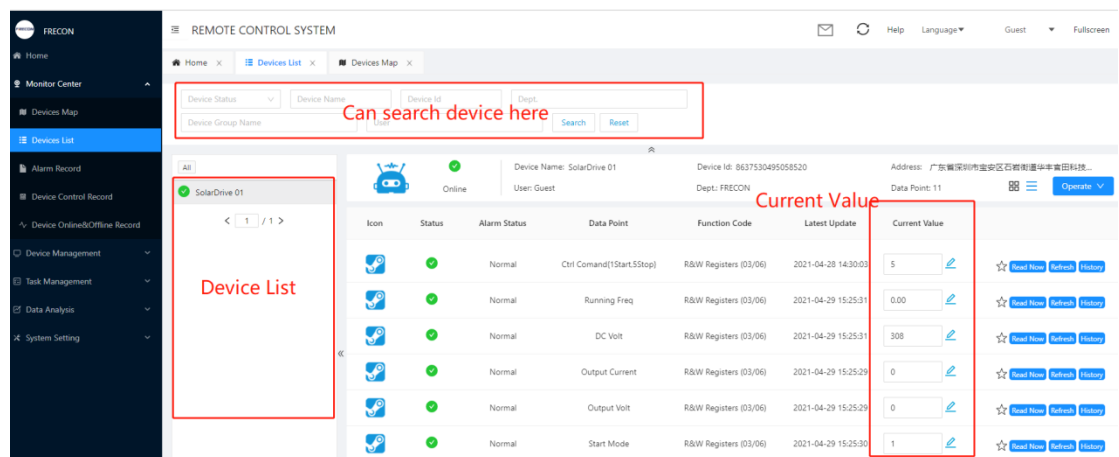 FRECON
REMOTE CONTROL SYSTEM
Help Language▼ Guest ▼ Fullscreen
Home
Monitor Center
Devices Map
Devices List
Alarm Record
Device Control Record
Device Online&Offline Record
Device Management
Task Management
Data Analysis
System Setting
Home × Devices List × Devices Map ×
Device Status Device Name Device Id Dept.
Device Group Name User Search Reset
Can search device here
All
SolarDrive 01
< 1 / 1 >
Device List
Online
Device Name: SolarDrive 01 Device Id: 8637530495058520 Address: 广东省深圳市宝安区石岩街道华丰富田科技...
User: Guest Dept.: FRECON Data Point: 11 Operate
Current Value
Icon Status Alarm Status Data Point Function Code Latest Update Current Value
Normal Ctrl Comand(1Start,5Stop) R&W Registers (03/06) 2021-04-28 14:30:03 5 Read Now Refresh History
Normal Running Freq R&W Registers (03/06) 2021-04-29 15:25:31 0.00 Read Now Refresh History
Normal DC Volt R&W Registers (03/06) 2021-04-29 15:25:31 308 Read Now Refresh History
Normal Output Current R&W Registers (03/06) 2021-04-29 15:25:29 0 Read Now Refresh History
Normal Output Volt R&W Registers (03/06) 2021-04-29 15:25:29 0 Read Now Refresh History
Normal Start Mode R&W Registers (03/06) 2021-04-29 15:25:30 1 Read Now Refresh History